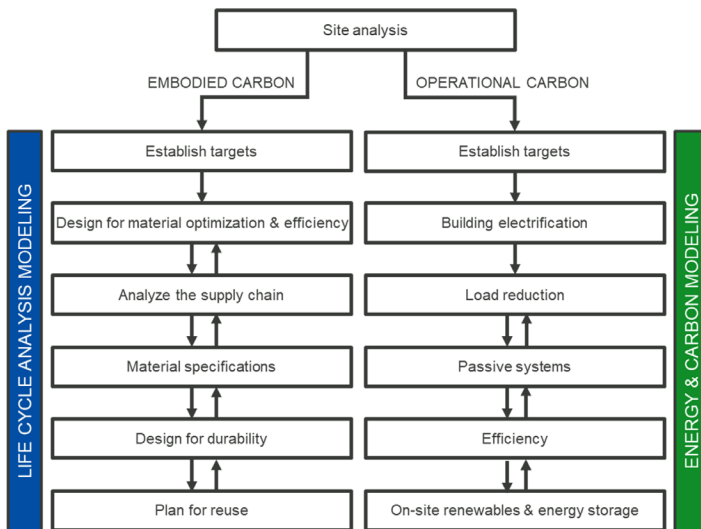 Site analysis
EMBODIED CARBON
OPERATIONAL CARBON
LIFE CYCLE ANALYSIS MODELING
Establish targets
Design for material optimization & efficiency
Analyze the supply chain
Material specifications
Design for durability
Plan for reuse
Establish targets
Building electrification
Load reduction
Passive systems
Efficiency
On-site renewables & energy storage
ENERGY & CARBON MODELING